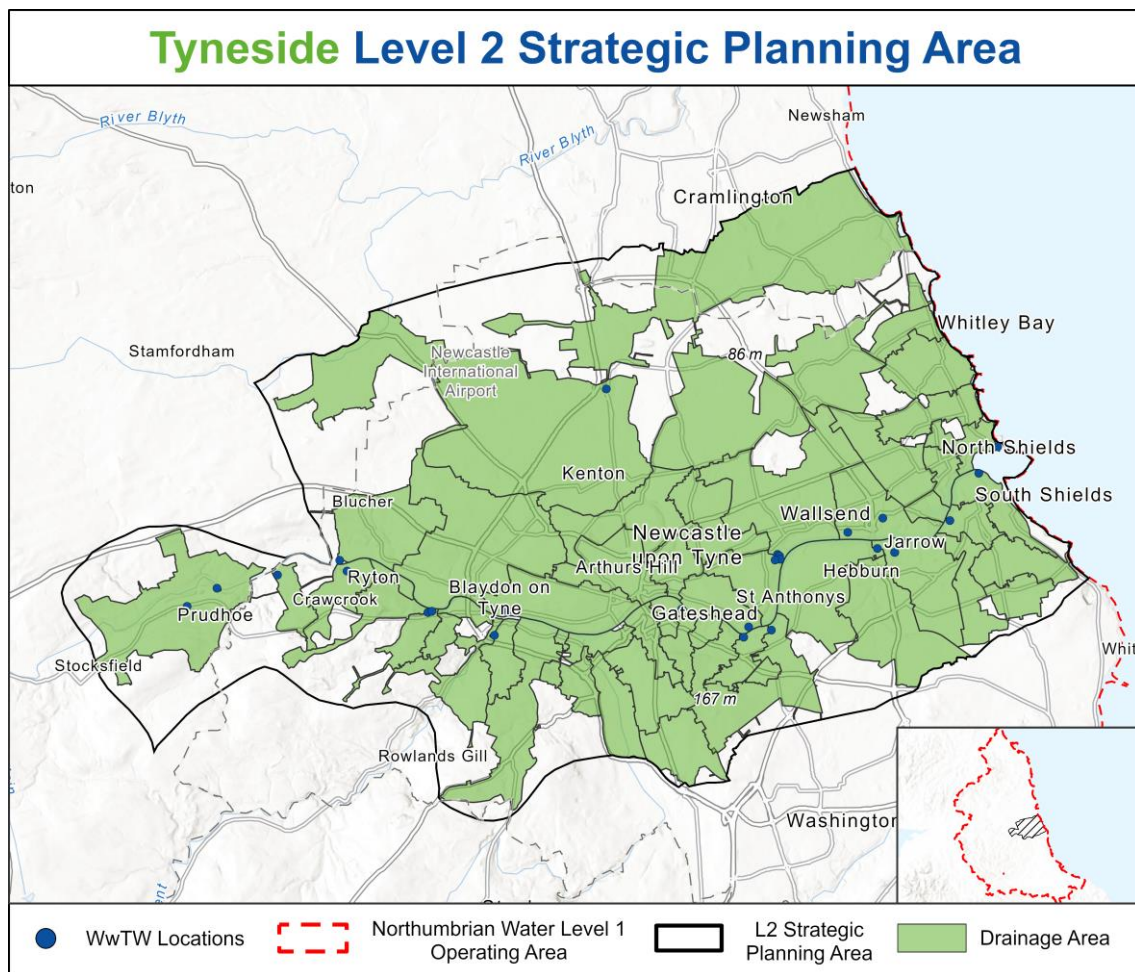 Tyneside Level 2 Strategic Planning Area
River Blyth
River Blyth
Newsham
ton
Cramlington
Stamfordham
Newcastle
International
Airport
86 m
Whitley Bay
North Shields
South Shields
Kenton
Blucher
Wallsend
Newcastle
upon Tyne
Jarrow
Arthurs Hill
Hebburn
Ryton
Crawcrook
Blaydon on
Tyne
St Anthonys
Gateshead
Prudhoe
Stocksfield
Whit
167 m
Rowlands Gill
Washington
ent
WwTW Locations
Northumbrian Water Level 1
Operating Area
L2 Strategic
Planning Area
Drainage Area